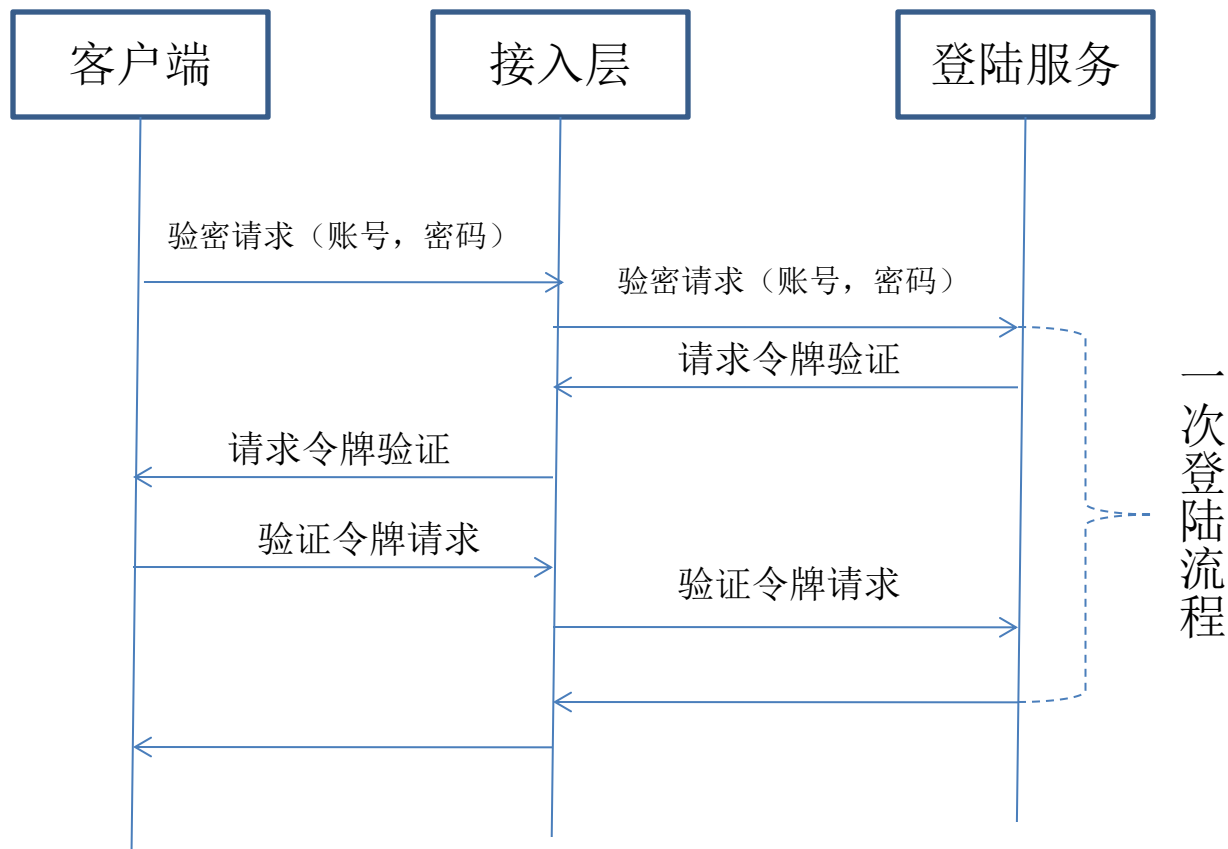 客户端
接入层
登陆服务
验密请求（账号，密码）
验密请求（账号，密码）
请求令牌验证
请求令牌验证
验证令牌请求
验证令牌请求
一次登陆流程